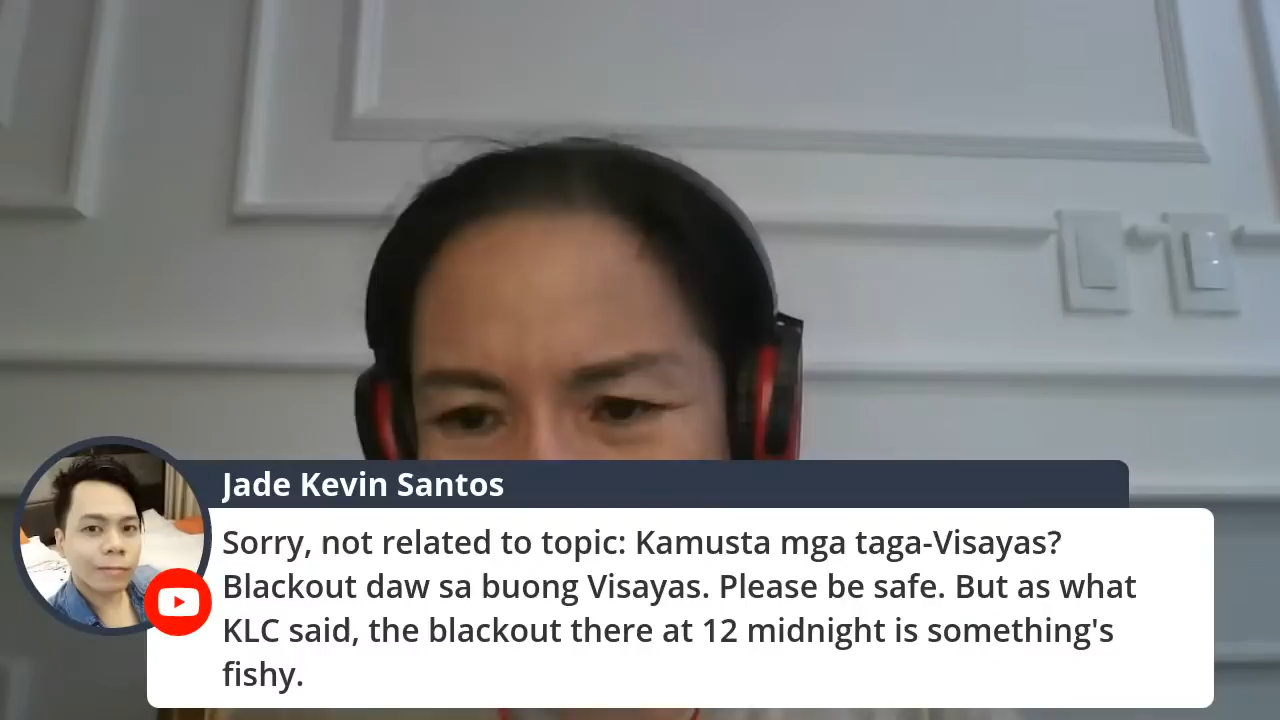 Jade Kevin Santos
Sorry, not related to topic: Kamusta mga taga-Visayas?
Blackout daw sa buong Visayas. Please be safe. But as what
KLC said, the blackout there at 12 midnight is something's
fishy.